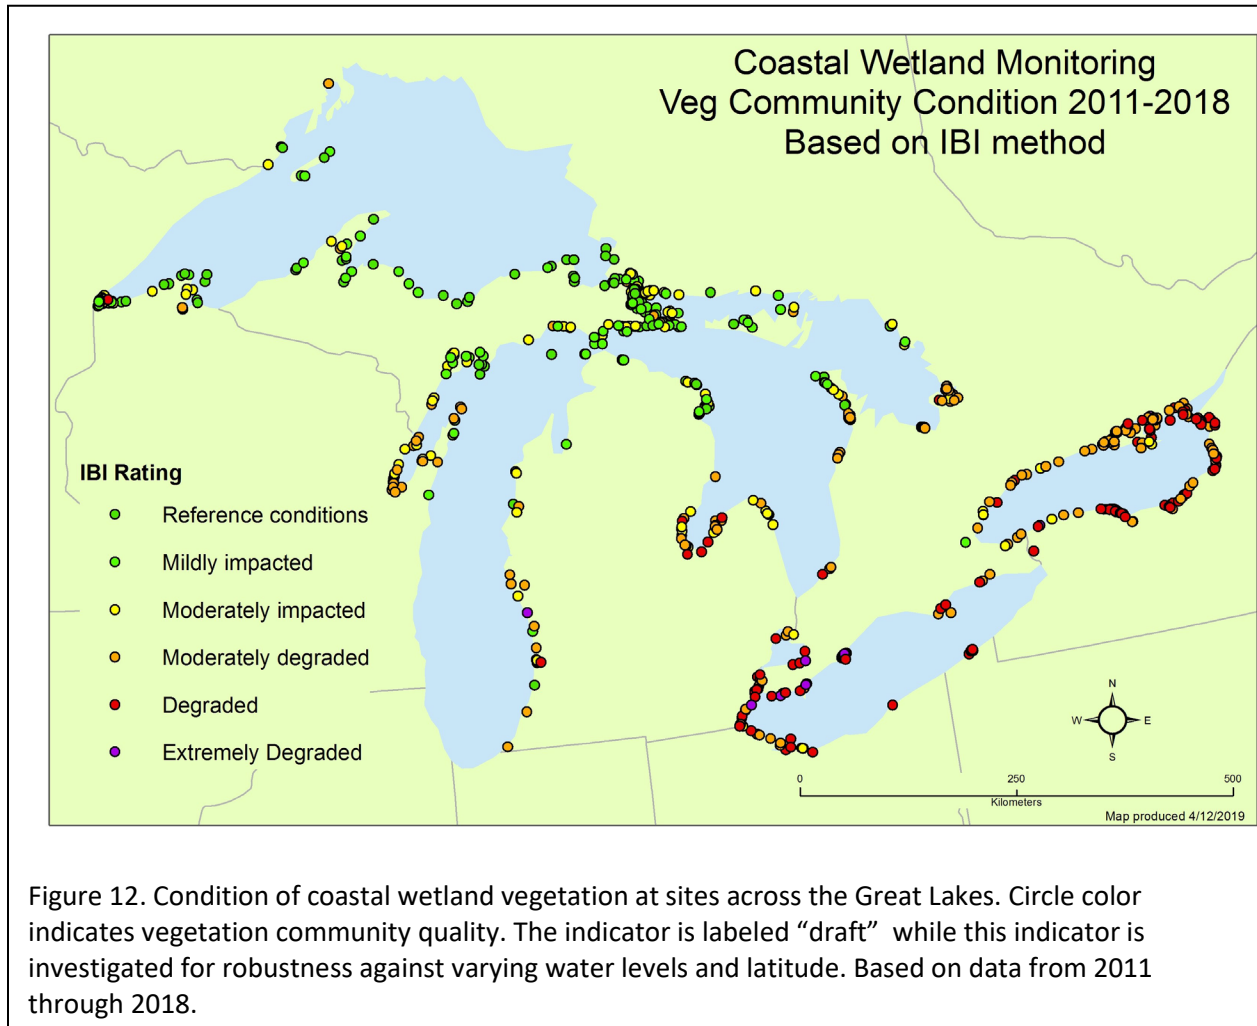 Coastal Wetland Monitoring
Veg Community Condition 2011-2018
Based on IBI method
IBI Rating
Reference conditions
Mildly impacted
Moderately impacted
Moderately degraded
Degraded
Extremely Degraded
N
W E
S
0 250 500
Kilometers
Map produced 4/12/2019
Figure 12. Condition of coastal wetland vegetation at sites across the Great Lakes. Circle color
indicates vegetation community quality. The indicator is labeled “draft”  while this indicator is
investigated for robustness against varying water levels and latitude. Based on data from 2011
through 2018.